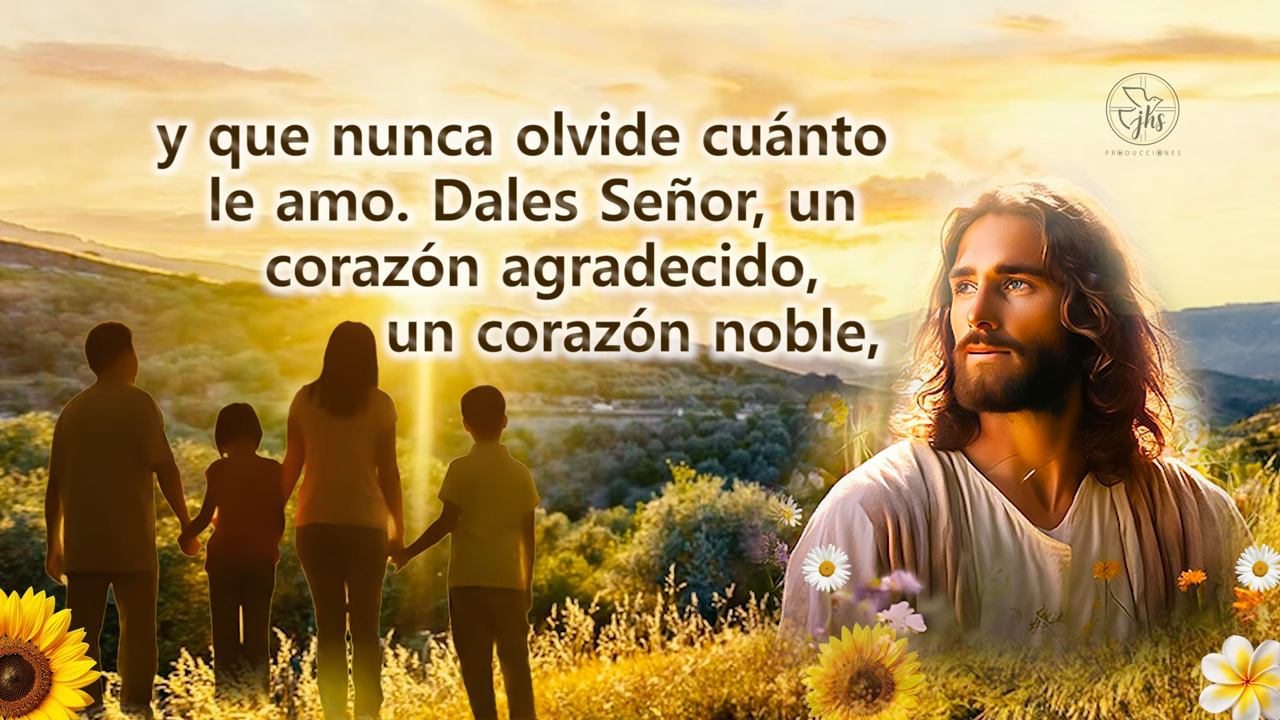 y que nunca olvide cuánto
le amo. Dales Señor, un
corazón agradecido,
un corazón noble,
jhs
PRODUCCIONES